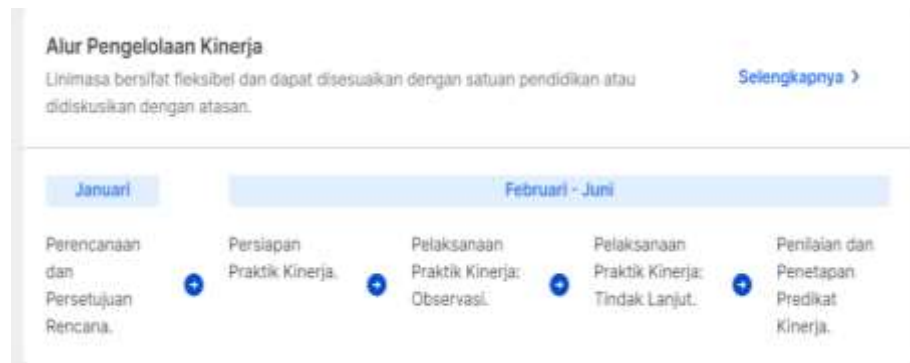 Alur Pengelolaan Kinerja
Linimasa bersifat fleksibel dan dapat disesuaikan dengan satuan pendidikan atau
didiskusikan dengan atasan.
Selengkapnya
Januari
Februari - Juni
Perencanaan
dan
Persetujuan
Rencana.
Persiapan
Praktik Kinerja.
Pelaksanaan
Praktik Kinerja:
Observasi.
Pelaksanaan
Praktik Kinerja:
Tindak Lanjut.
Penilaian dan
Penetapan
Predikat
Kinerja.